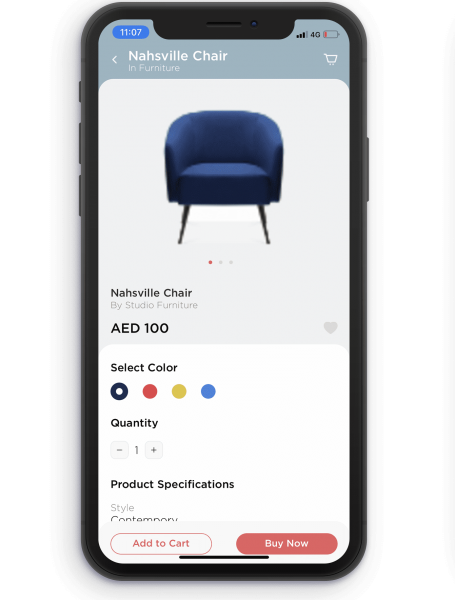 11:07
4G
Nahsville Chair
In Furniture
Nahsville Chair
By Studio Furniture
AED 100
Select Color
Quantity
− 1 +
Product Specifications
Style
Contempory
Add to Cart
Buy Now